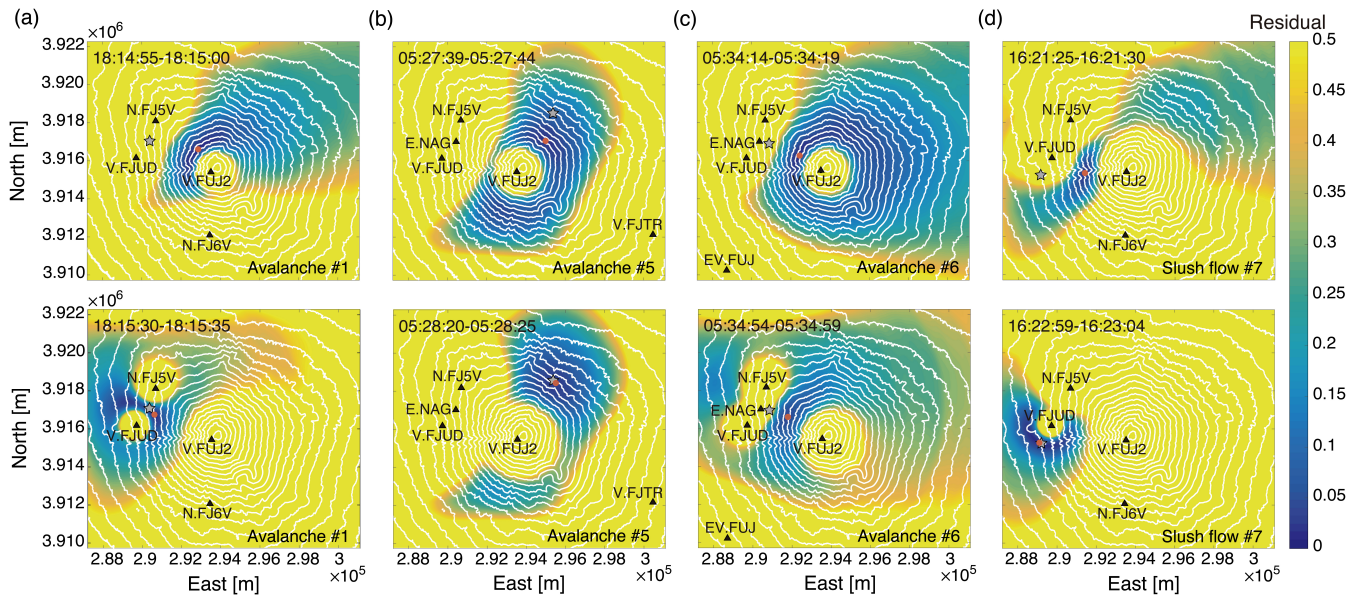 (a)
(b)
(c)
(d)
Residual
×10⁶
3.922
3.920
3.918
3.916
3.914
3.912
3.910
North [m]
18:14:55-18:15:00
N.FJ5V
V.FJUD
V.FUJ2
N.FJ6V
Avalanche #1
05:27:39-05:27:44
N.FJ5V
E.NAG
V.FJUD
V.FUJ2
V.FJTR
Avalanche #5
05:34:14-05:34:19
N.FJ5V
E.NAG
V.FJUD
V.FUJ2
EV.FUJ
Avalanche #6
16:21:25-16:21:30
N.FJ5V
V.FJUD
V.FUJ2
N.FJ6V
Slush flow #7
0.5
0.45
0.4
0.35
0.3
0.25
0.2
0.15
0.1
0.05
0
×10⁶
3.922
3.920
3.918
3.916
3.914
3.912
3.910
North [m]
18:15:30-18:15:35
N.FJ5V
V.FJUD
V.FUJ2
N.FJ6V
Avalanche #1
05:28:20-05:28:25
N.FJ5V
E.NAG
V.FJUD
V.FUJ2
V.FJTR
Avalanche #5
05:34:54-05:34:59
N.FJ5V
E.NAG
V.FJUD
V.FUJ2
EV.FUJ
Avalanche #6
16:22:59-16:23:04
N.FJ5V
V.FJUD
V.FUJ2
N.FJ6V
Slush flow #7
2.88 2.9 2.92 2.94 2.96 2.98 3 3.01
2.88 2.9 2.92 2.94 2.96 2.98 3 3.01
2.88 2.9 2.92 2.94 2.96 2.98 3 3.01
2.88 2.9 2.92 2.94 2.96 2.98 3 3.01
East [m]
×10⁵
East [m]
×10⁵
East [m]
×10⁵
East [m]
×10⁵